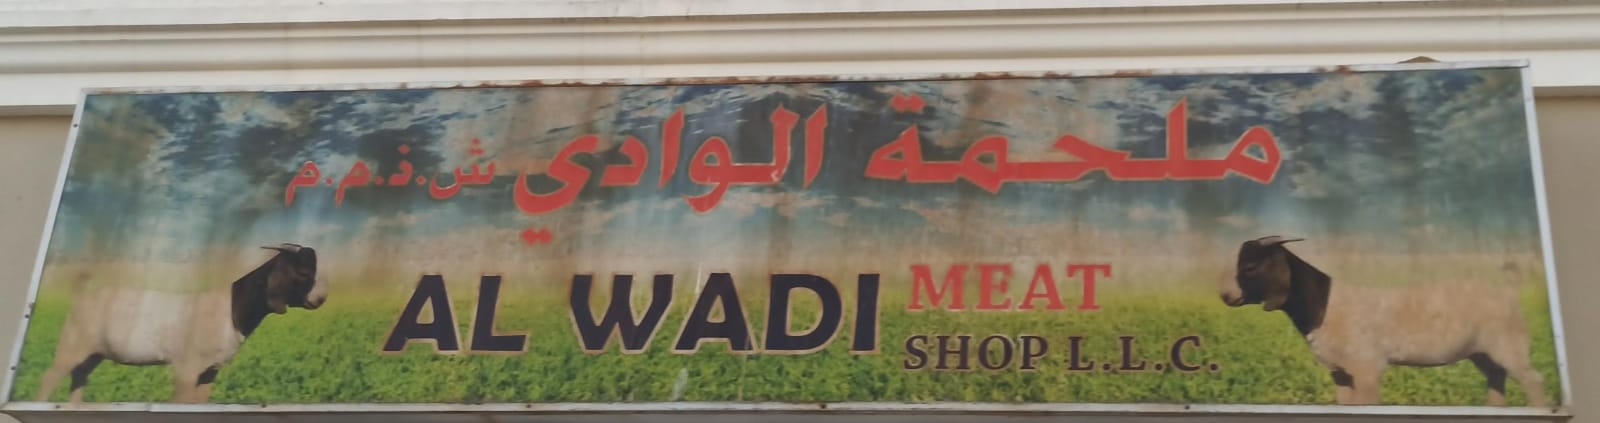 ملحمة الوادي ش.ذ.م.م
AL WADI MEAT
SHOP L.L.C.